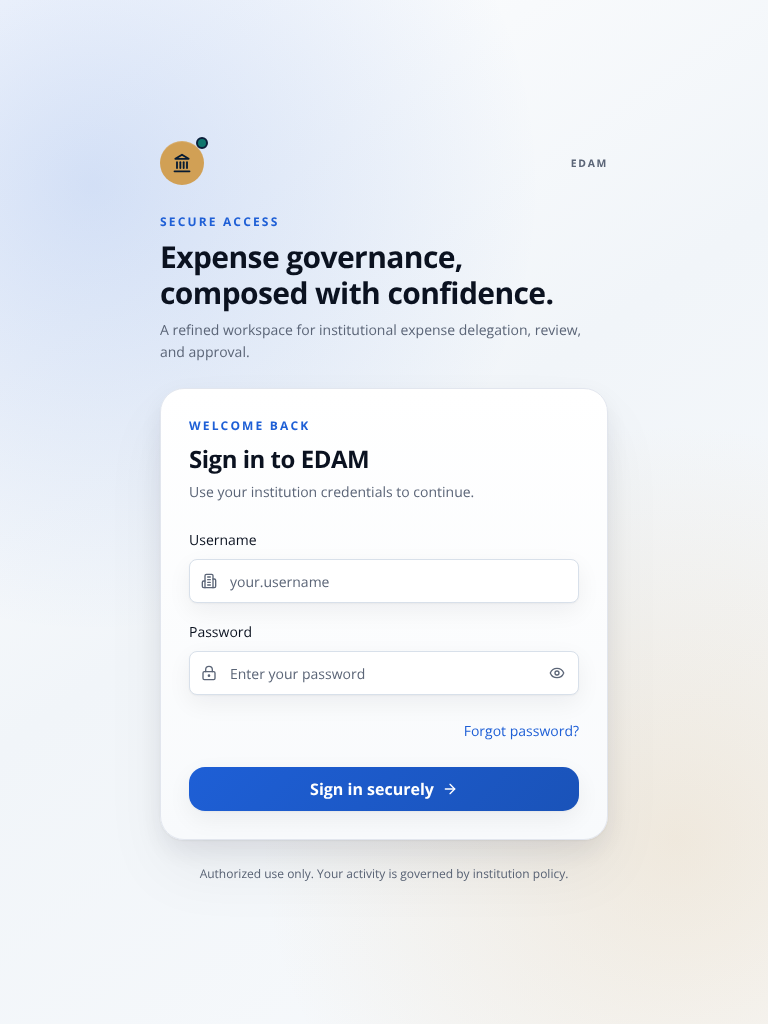 EDAM
SECURE ACCESS
Expense governance,
composed with confidence.
A refined workspace for institutional expense delegation, review,
and approval.
WELCOME BACK
Sign in to EDAM
Use your institution credentials to continue.
Username
your.username
Password
Enter your password
Forgot password?
Sign in securely →
Authorized use only. Your activity is governed by institution policy.